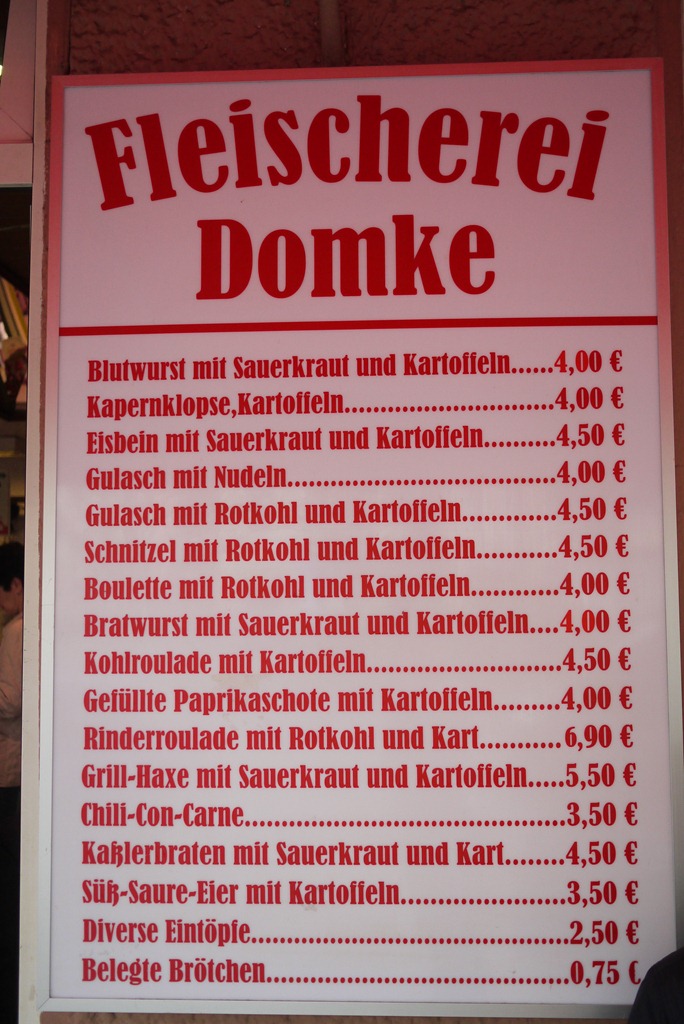 Fleischerei
Domke
Blutwurst mit Sauerkraut und Kartoffeln......4,00 €
Kapernklopse,Kartoffeln.............................4,00 €
Eisbein mit Sauerkraut und Kartoffeln..........4,50 €
Gulasch mit Nudeln.....................................4,00 €
Gulasch mit Rotkohl und Kartoffeln.............4,50 €
Schnitzel mit Rotkohl und Kartoffeln...........4,50 €
Boulette mit Rotkohl und Kartoffeln............4,00 €
Bratwurst mit Sauerkraut und Kartoffeln....4,00 €
Kohlroulade mit Kartoffeln...........................4,50 €
Gefüllte Paprikaschote mit Kartoffeln.........4,00 €
Rinderroulade mit Rotkohl und Kart...........6,90 €
Grill-Haxe mit Sauerkraut und Kartoffeln.....5,50 €
Chili-Con-Carne.............................................3,50 €
Kaßlerbraten mit Sauerkraut und Kart........4,50 €
Süß-Saure-Eier mit Kartoffeln.......................3,50 €
Diverse Eintöpfe............................................2,50 €
Belegte Brötchen..........................................0,75 €